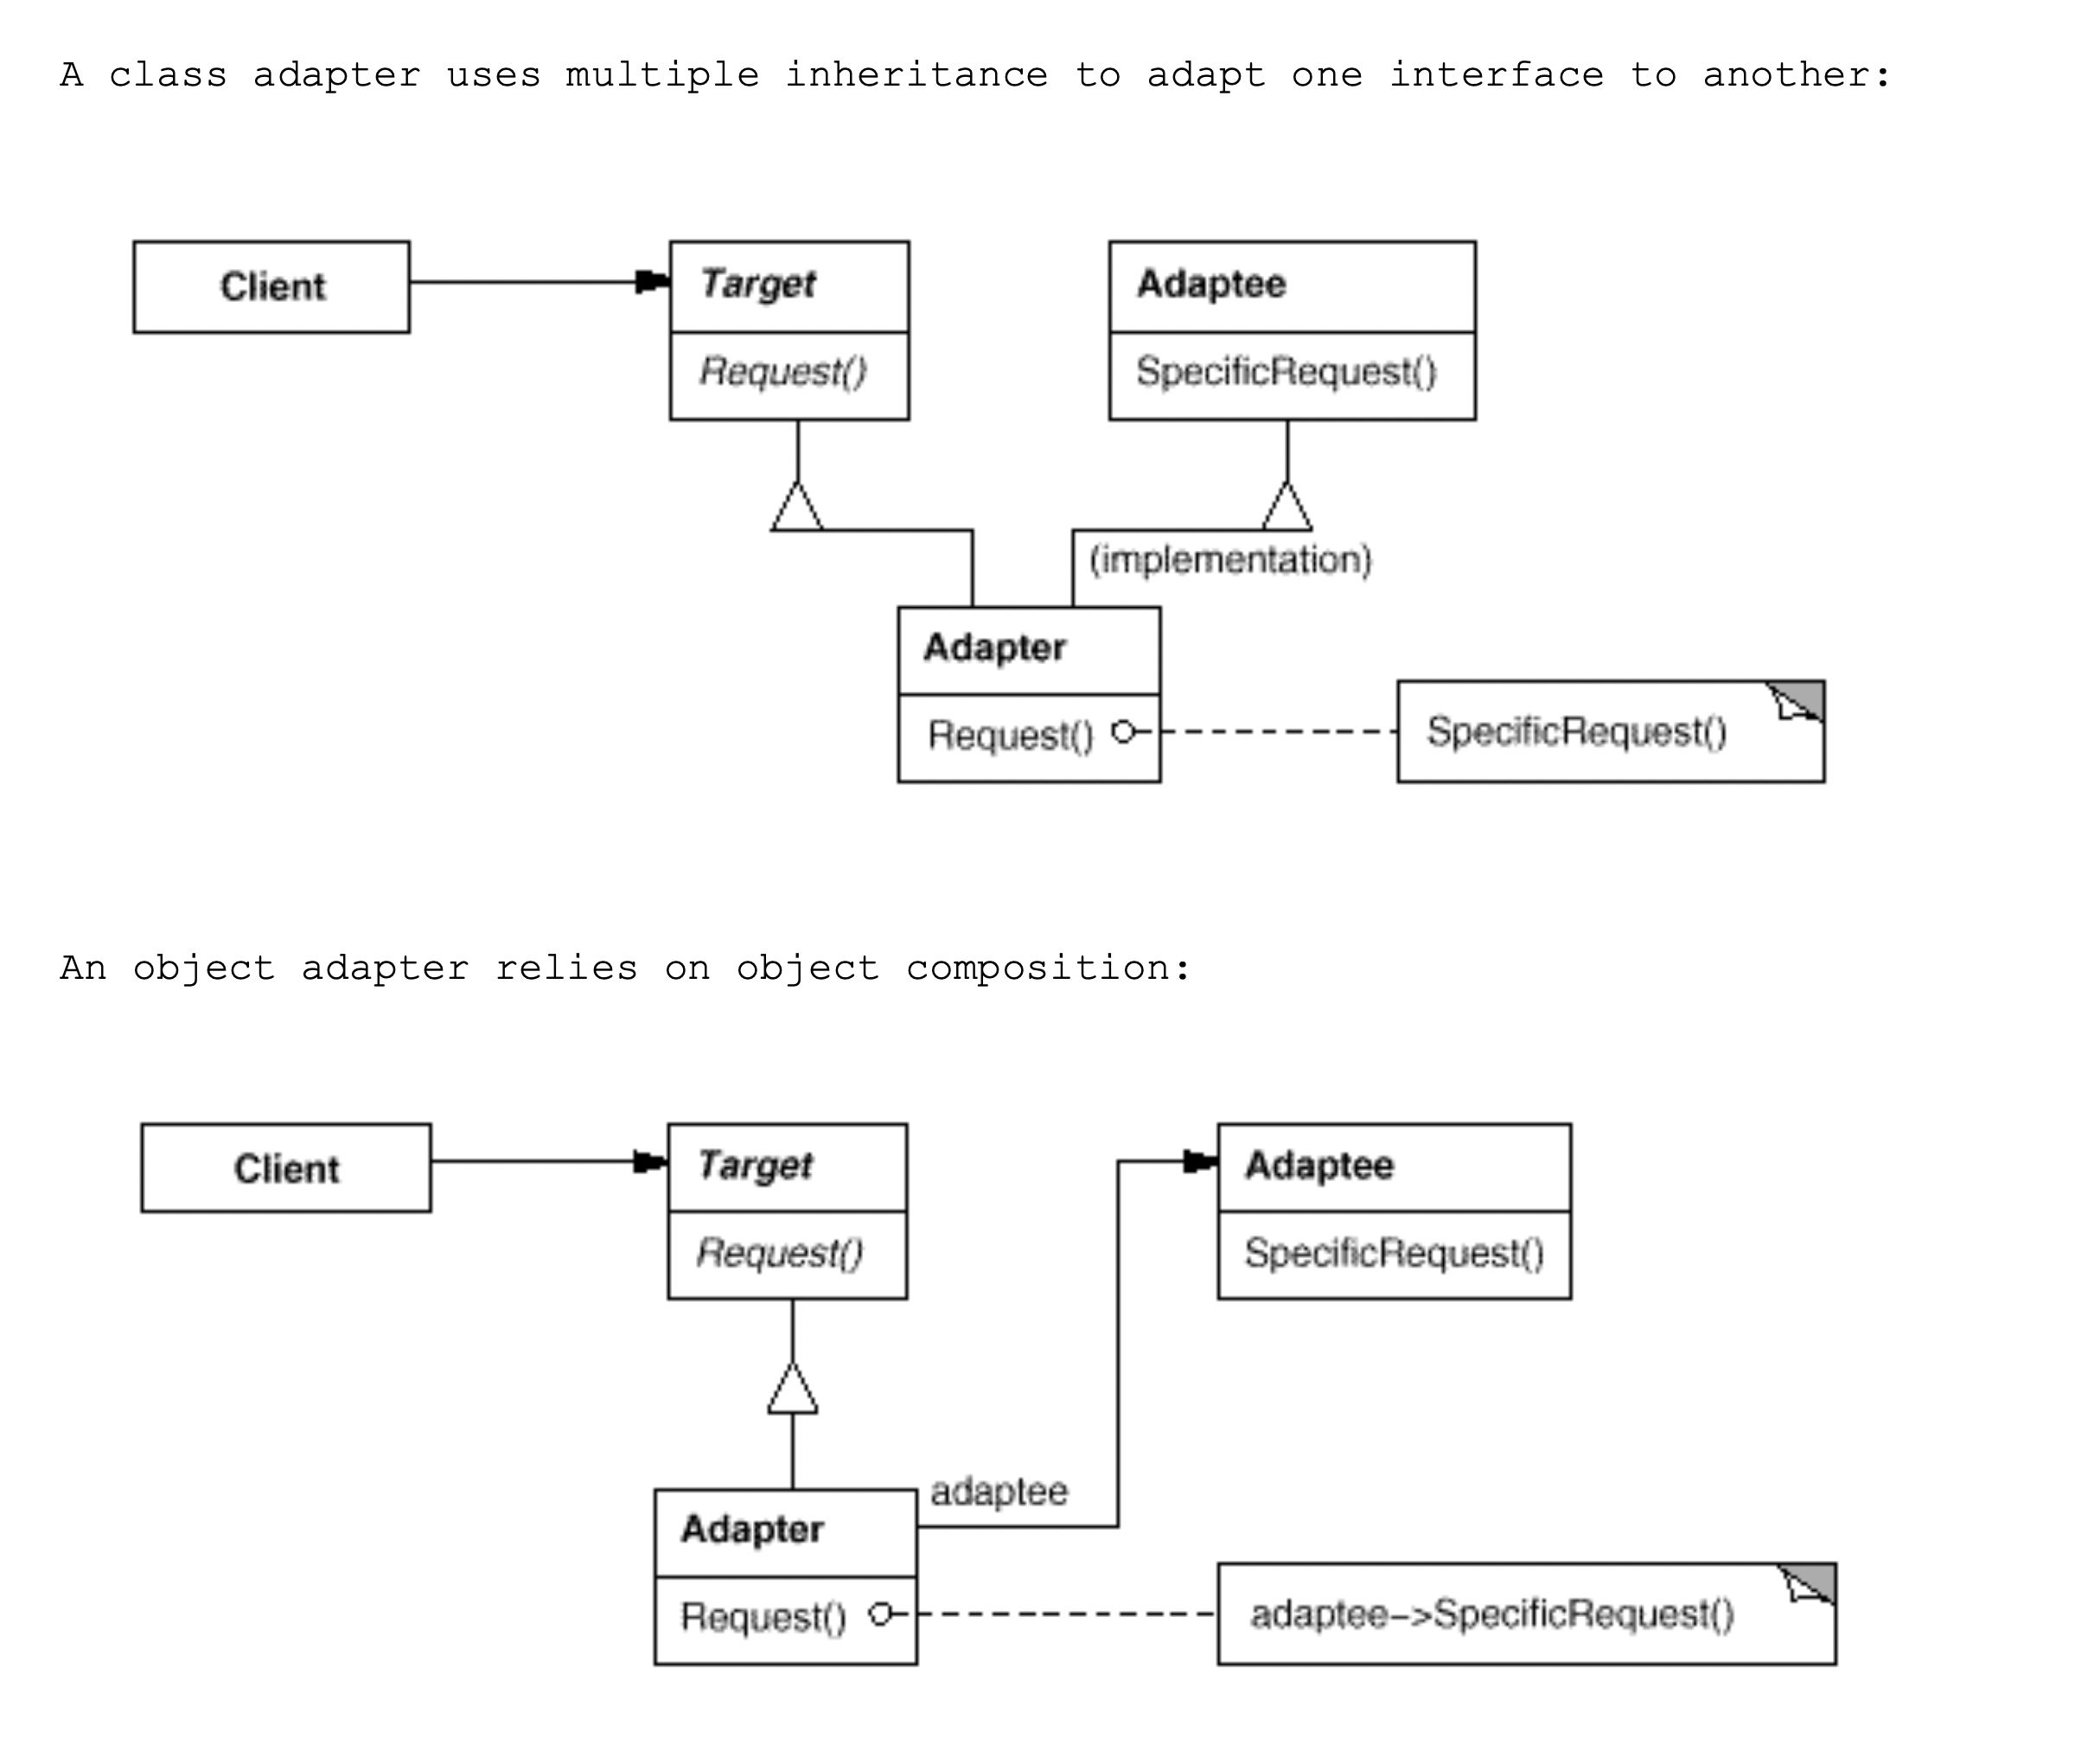 A class adapter uses multiple inheritance to adapt one interface to another:
Client
Target
Adaptee
Request()
SpecificRequest()
(implementation)
Adapter
Request()
SpecificRequest()
An object adapter relies on object composition:
Client
Target
Adaptee
Request()
SpecificRequest()
adaptee
Adapter
Request()
adaptee–>SpecificRequest()